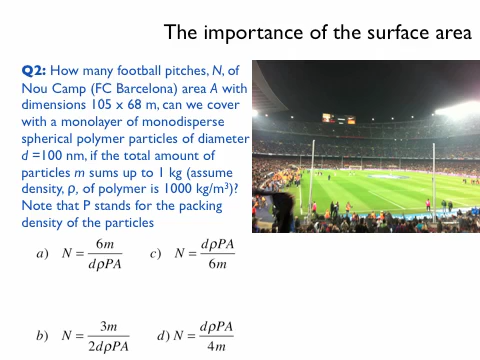 The importance of the surface area
Q2: How many football pitches, N, of
Nou Camp (FC Barcelona) area A with
dimensions 105 x 68 m, can we cover
with a monolayer of monodisperse
spherical polymer particles of diameter
d =100 nm, if the total amount of
particles m sums up to 1 kg (assume
density, ρ, of polymer is 1000 kg/m³)?
Note that P stands for the packing
density of the particles
a) N = 6m / dρPA
c) N = dρPA / 6m
b) N = 3m / 2dρPA
d) N = dρPA / 4m